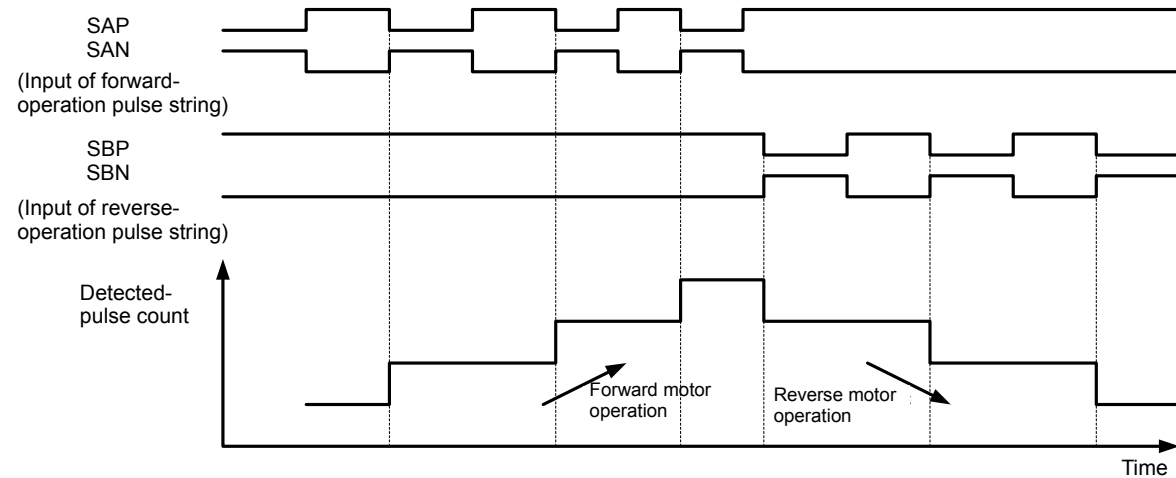 SAP
SAN
(Input of forward-
operation pulse string)
SBP
SBN
(Input of reverse-
operation pulse string)
Detected-
pulse count
Forward motor
operation
Reverse motor
operation
Time